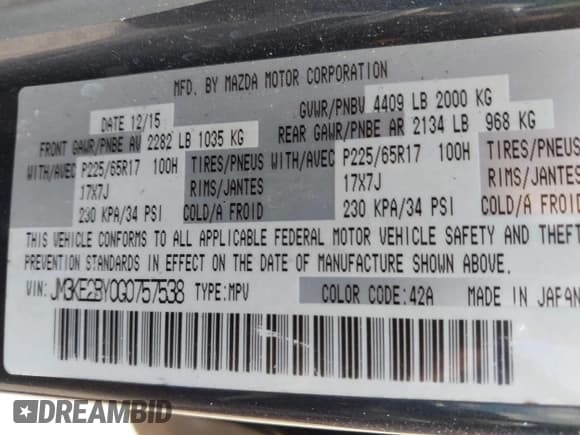 MFD. BY MAZDA MOTOR CORPORATION
DATE 12/15 GVWR/PNBV 4409 LB 2000 KG
FRONT GAWR/PNBE AV 2282 LB 1035 KG REAR GAWR/PNBE AR 2134 LB 968 KG
WITH/AVEC P225/65R17 100H TIRES/PNEUS WITH/AVEC P225/65R17 100H TIRES/PNEUS
17X7J RIMS/JANTES 17X7J RIMS/JANTES
230 KPA/34 PSI COLD/A FROID 230 KPA/34 PSI COLD/A FROID
THIS VEHICLE CONFORMS TO ALL APPLICABLE FEDERAL MOTOR VEHICLE SAFETY AND THEFT
PREVENTION STANDARDS IN EFFECT ON THE DATE OF MANUFACTURE SHOWN ABOVE.
VIN: JM3KE2BY0G0757538 TYPE:MPV COLOR CODE:42A MADE IN JAPAN
DREAMBID